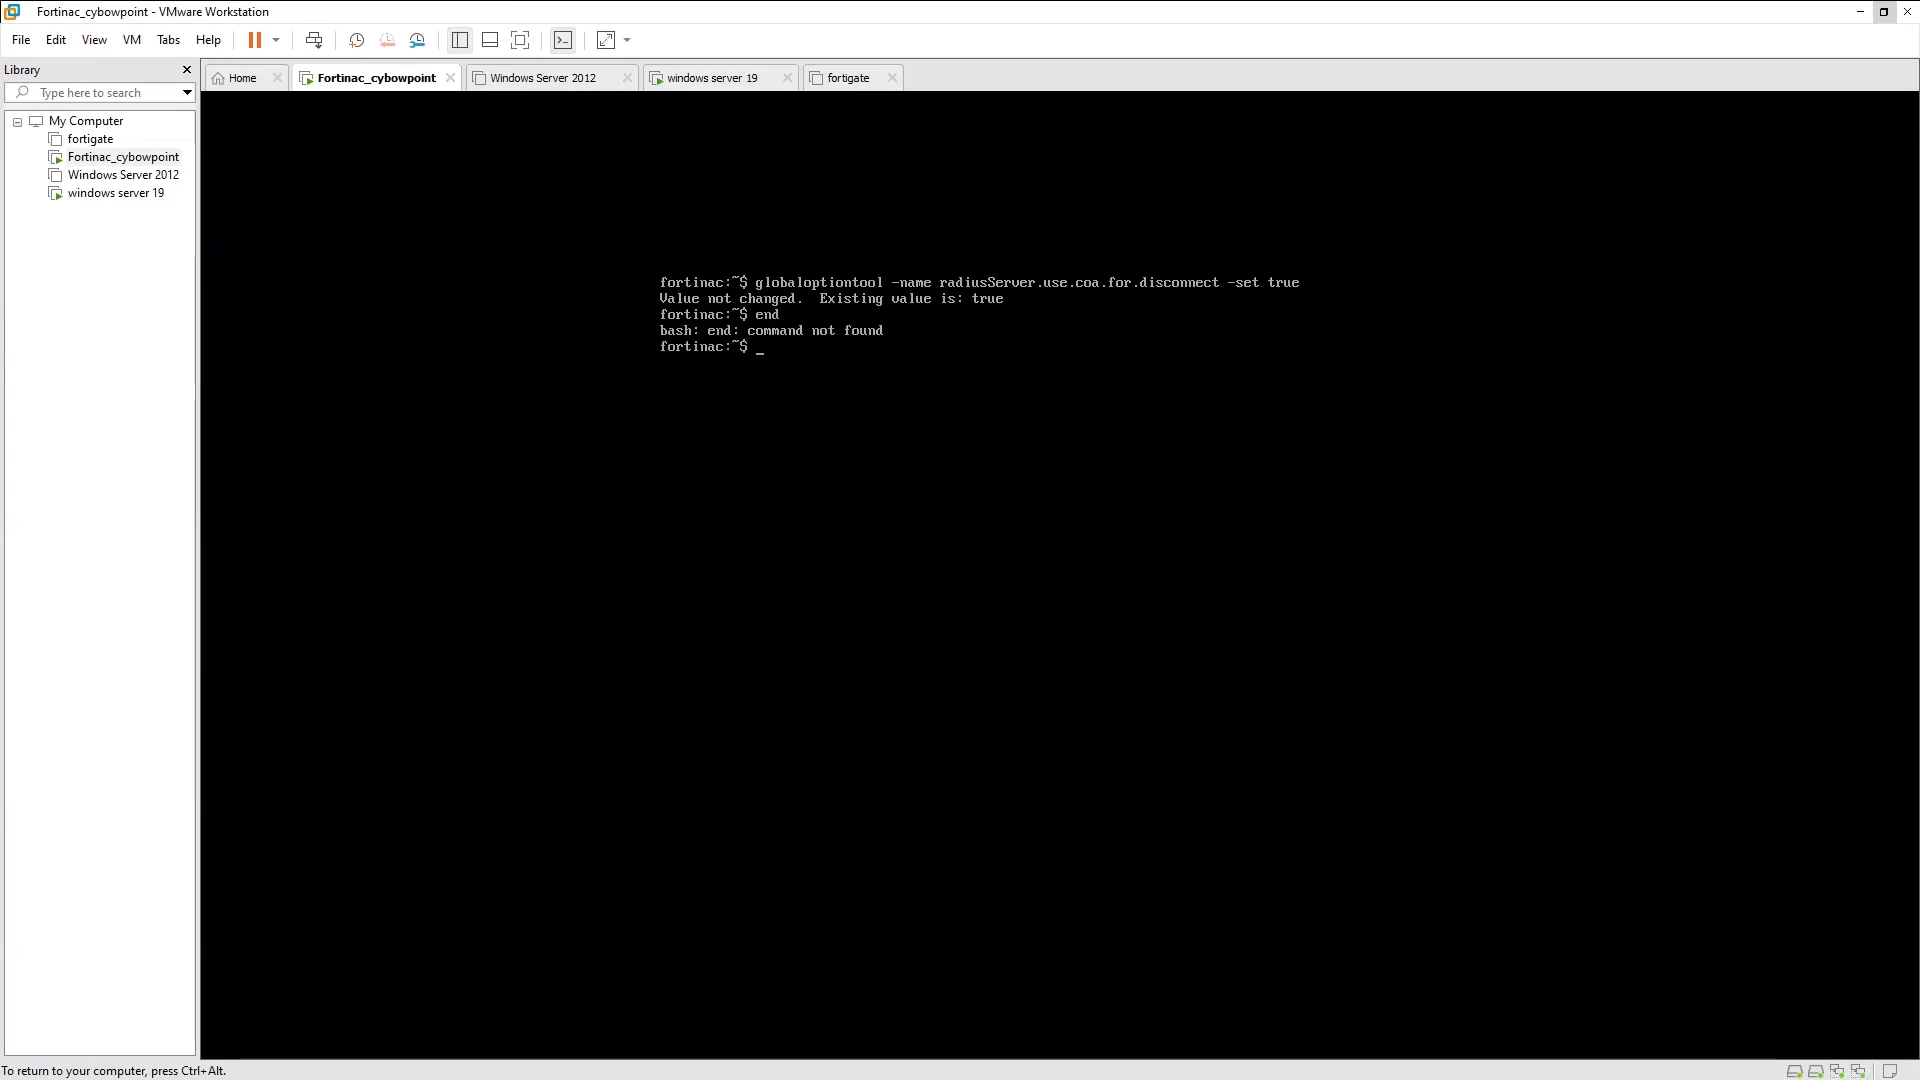 Fortinac_cybowpoint - VMware Workstation
File Edit View VM Tabs Help
Library
Type here to search
Home
Fortinac_cybowpoint
Windows Server 2012
windows server 19
fortigate
My Computer
fortigate
Fortinac_cybowpoint
Windows Server 2012
windows server 19
fortinac:~$ globaloptiontool -name radiusServer.use.coa.for.disconnect -set true
Value not changed.  Existing value is: true
fortinac:~$ end
bash: end: command not found
fortinac:~$ _
To return to your computer, press Ctrl+Alt.